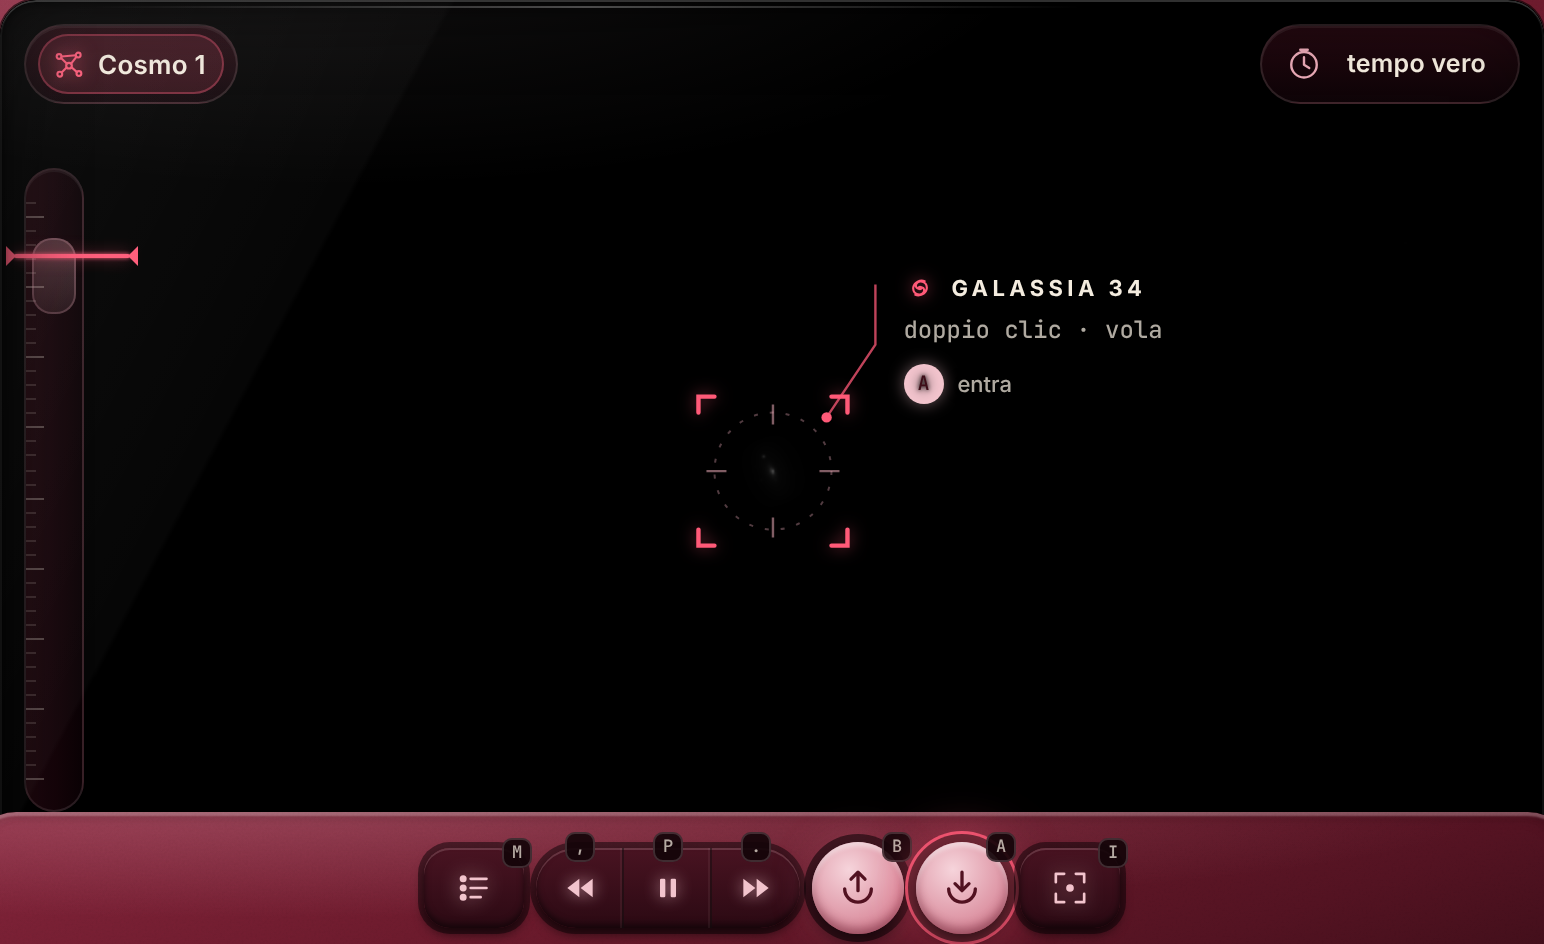 Cosmo 1
tempo vero
GALASSIA 34
doppio clic · vola
A entra
M , P . B A I